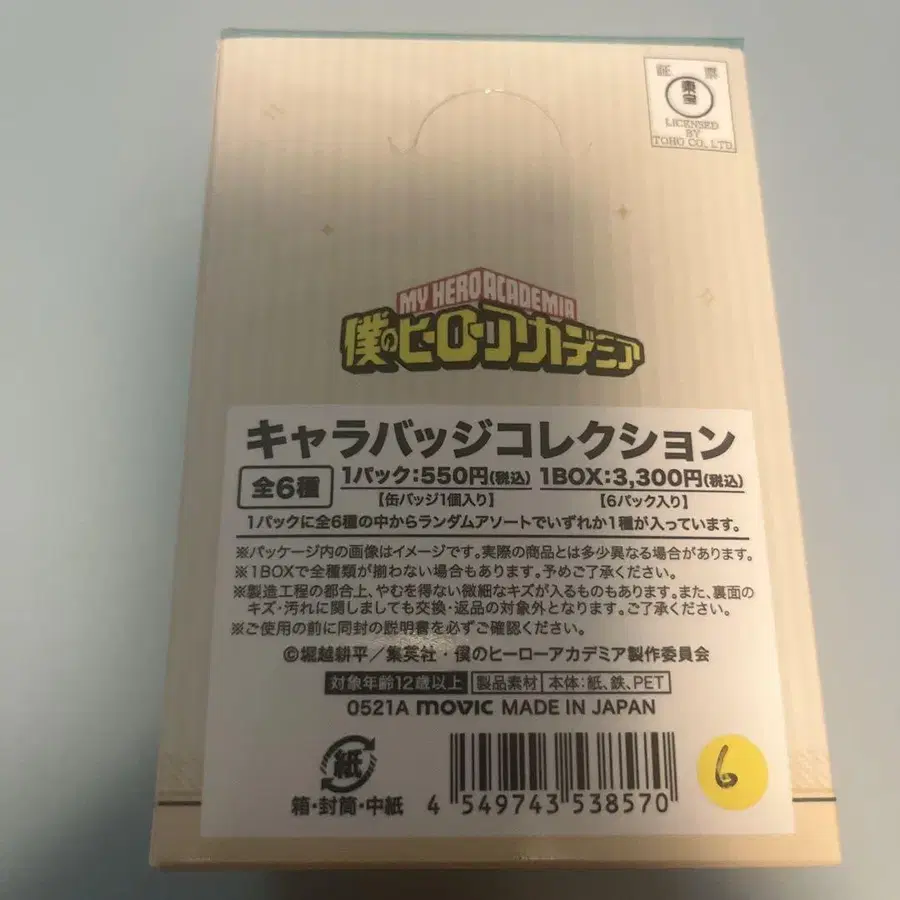 証 票
東宝
LICENSED
BY
TOHO CO., LTD.
MY HERO ACADEMIA
僕のヒーローアカデミア
キャラバッジコレクション
全6種 1パック:550円(税込) 1BOX:3,300円(税込)
【缶バッジ1個入り】 【6パック入り】
1パックに全6種の中からランダムアソートでいずれか1種が入っています。
※パッケージ内の画像はイメージです。実際の商品とは多少異なる場合があります。
※1BOXで全種類が揃わない場合もあります。予めご了承ください。
※製造工程の都合上、やむを得ない微細なキズが入るものもあります。また、裏面の
キズ・汚れに関しましても交換・返品の対象外となります。ご了承ください。
※ご使用の前に同封の説明書を必ずご確認ください。
©堀越耕平／集英社・僕のヒーローアカデミア製作委員会
対象年齢12歳以上 製品素材 本体:紙、鉄、PET
0521A movic MADE IN JAPAN
紙
箱・封筒・中紙
4 549743 538570
6